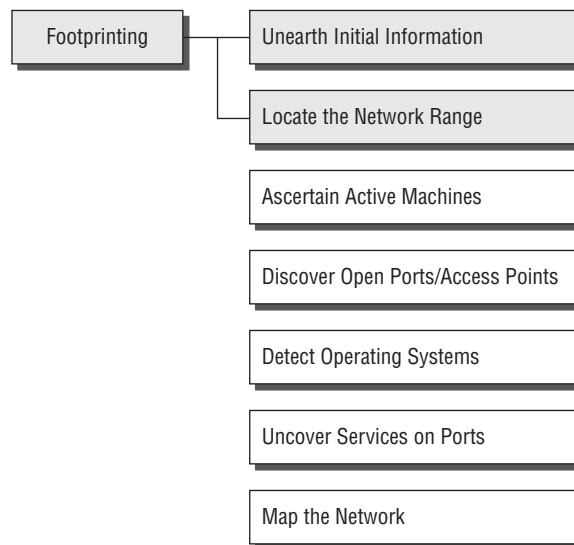 Footprinting
Unearth Initial Information
Locate the Network Range
Ascertain Active Machines
Discover Open Ports/Access Points
Detect Operating Systems
Uncover Services on Ports
Map the Network